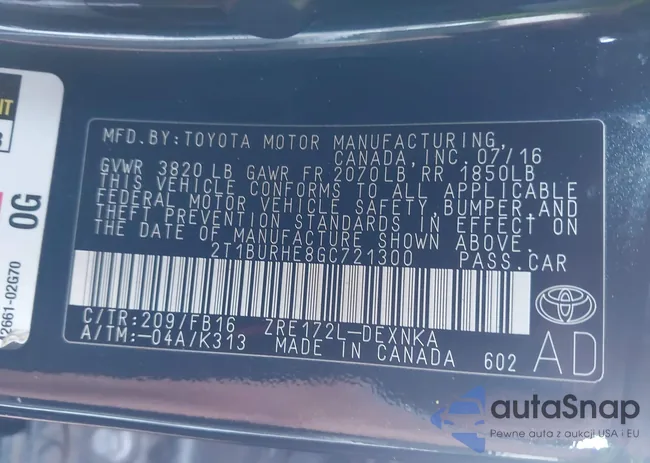 MFD.BY:TOYOTA MOTOR MANUFACTURING,
CANADA, INC. 07/16
GVWR 3820 LB GAWR FR 2070LB RR 1850LB
THIS VEHICLE CONFORMS TO ALL APPLICABLE
FEDERAL MOTOR VEHICLE SAFETY, BUMPER, AND
THEFT PREVENTION STANDARDS IN EFFECT ON
THE DATE OF MANUFACTURE SHOWN ABOVE.
2T1BURHE8GC721300 PASS.CAR
C/TR:209/FB16 ZRE172L-DEXNKA
A/TM:-04A/K313 MADE IN CANADA 602
AD
0G
2661-02G70
autaSnap
Pewne auta z aukcji USA i EU